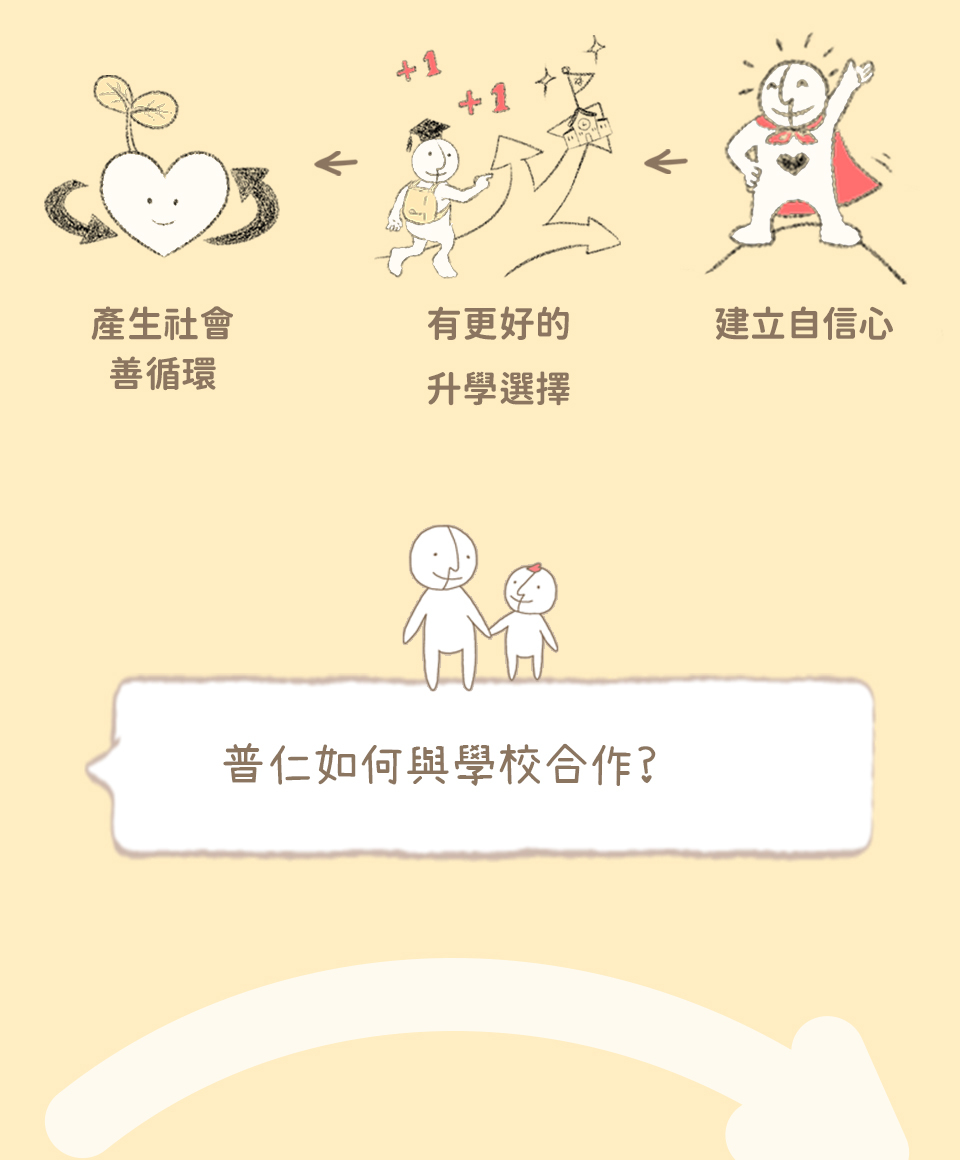 +1
+1
產生社會
善循環
有更好的
升學選擇
建立自信心
普仁如何與學校合作?